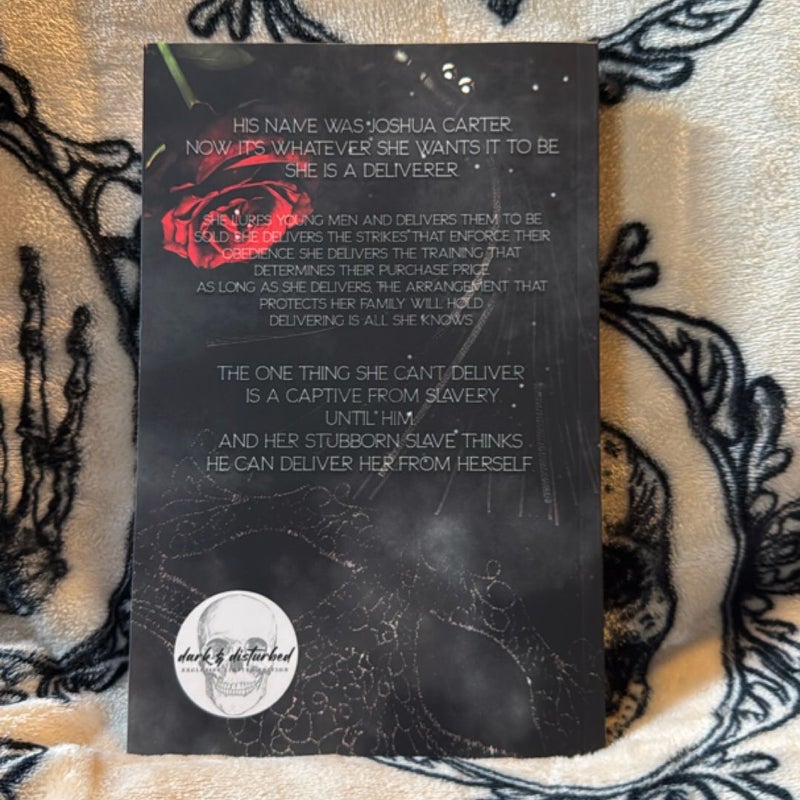 HIS NAME WAS JOSHUA CARTER
NOW IT'S WHATEVER SHE WANTS IT TO BE
SHE IS A DELIVERER
SHE LURES YOUNG MEN AND DELIVERS THEM TO BE
SOLD SHE DELIVERS THE STRIKES THAT ENFORCE THEIR
OBEDIENCE SHE DELIVERS THE TRAINING THAT
DETERMINES THEIR PURCHASE PRICE
AS LONG AS SHE DELIVERS, THE ARRANGEMENT THAT
PROTECTS HER FAMILY WILL HOLD
DELIVERING IS ALL SHE KNOWS
THE ONE THING SHE CAN'T DELIVER
IS A CAPTIVE FROM SLAVERY
UNTIL HIM
AND HER STUBBORN SLAVE THINKS
HE CAN DELIVER HER FROM HERSELF
dark & disturbed
EXCLUSIVE LIMITED EDITION